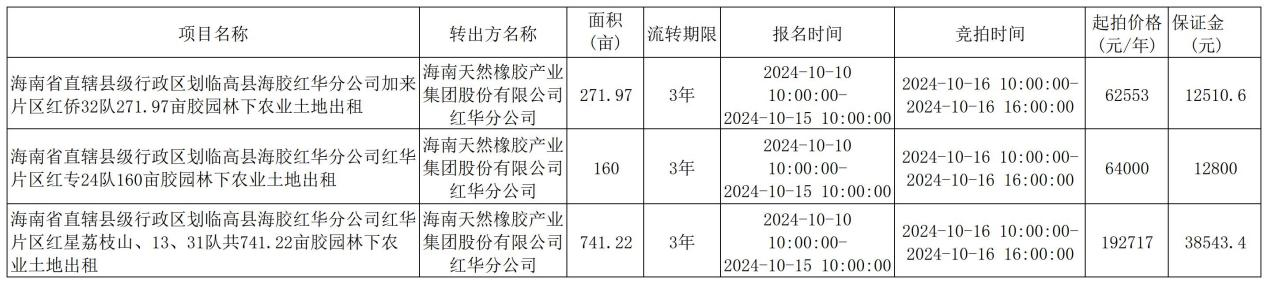 项目名称
转出方名称
面积
(亩)
流转期限
报名时间
竞拍时间
起拍价格
(元/年)
保证金
(元)
海南省直辖县级行政区划临高县海胶红华分公司加来
片区红侨32队271.97亩胶园林下农业土地出租
海南天然橡胶产业
集团股份有限公司
红华分公司
271.97
3年
2024-10-10
10:00:00-
2024-10-15 10:00:00
2024-10-16 10:00:00-
2024-10-16 16:00:00
62553
12510.6
海南省直辖县级行政区划临高县海胶红华分公司红华
片区红专24队160亩胶园林下农业土地出租
海南天然橡胶产业
集团股份有限公司
红华分公司
160
3年
2024-10-10
10:00:00-
2024-10-15 10:00:00
2024-10-16 10:00:00-
2024-10-16 16:00:00
64000
12800
海南省直辖县级行政区划临高县海胶红华分公司红华
片区红星荔枝山、13、31队共741.22亩胶园林下农
业土地出租
海南天然橡胶产业
集团股份有限公司
红华分公司
741.22
3年
2024-10-10
10:00:00-
2024-10-15 10:00:00
2024-10-16 10:00:00-
2024-10-16 16:00:00
192717
38543.4